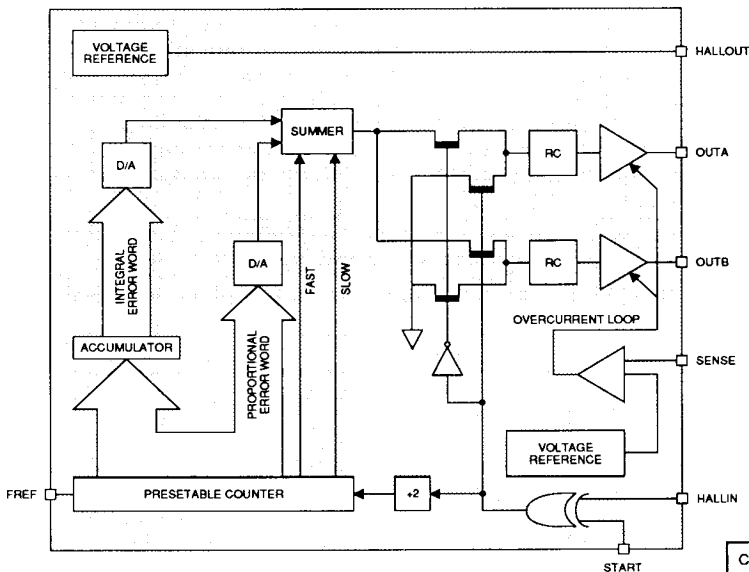 VOLTAGE
REFERENCE
HALLOUT
SUMMER
D/A
RC
OUTA
INTEGRAL
ERROR WORD
D/A
FAST
SLOW
RC
OUTB
PROPORTIONAL
ERROR WORD
OVERCURRENT LOOP
ACCUMULATOR
SENSE
VOLTAGE
REFERENCE
FREF
PRESETABLE COUNTER
÷2
HALLIN
START
C